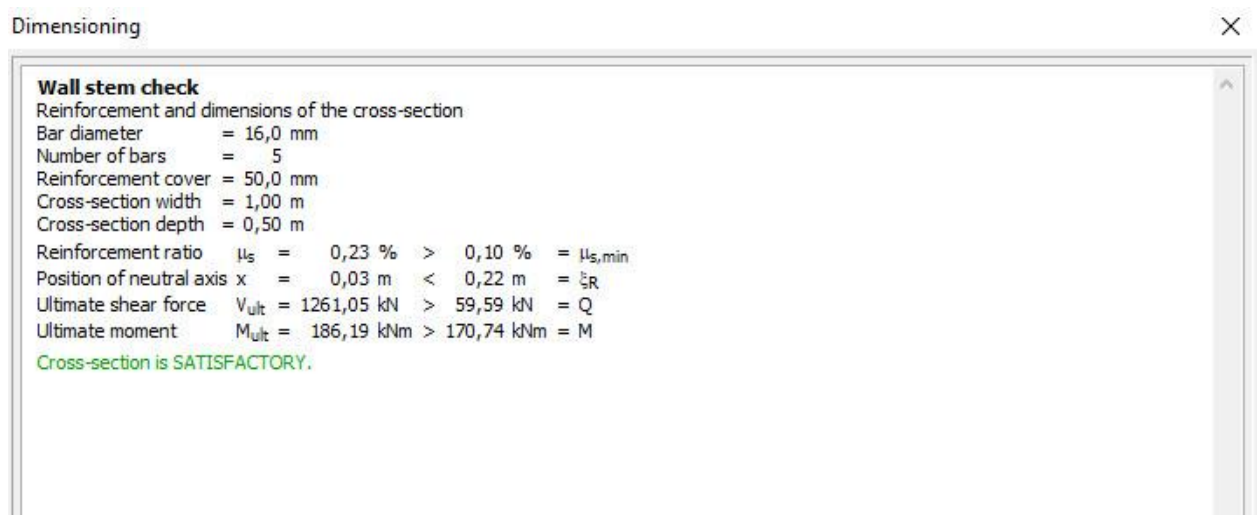 Dimensioning
Wall stem check
Reinforcement and dimensions of the cross-section
Bar diameter = 16,0 mm
Number of bars = 5
Reinforcement cover = 50,0 mm
Cross-section width = 1,00 m
Cross-section depth = 0,50 m
Reinforcement ratio μs = 0,23 % > 0,10 % = μs,min
Position of neutral axis x = 0,03 m < 0,22 m = ξR
Ultimate shear force Vult = 1261,05 kN > 59,59 kN = Q
Ultimate moment Mult = 186,19 kNm > 170,74 kNm = M
Cross-section is SATISFACTORY.